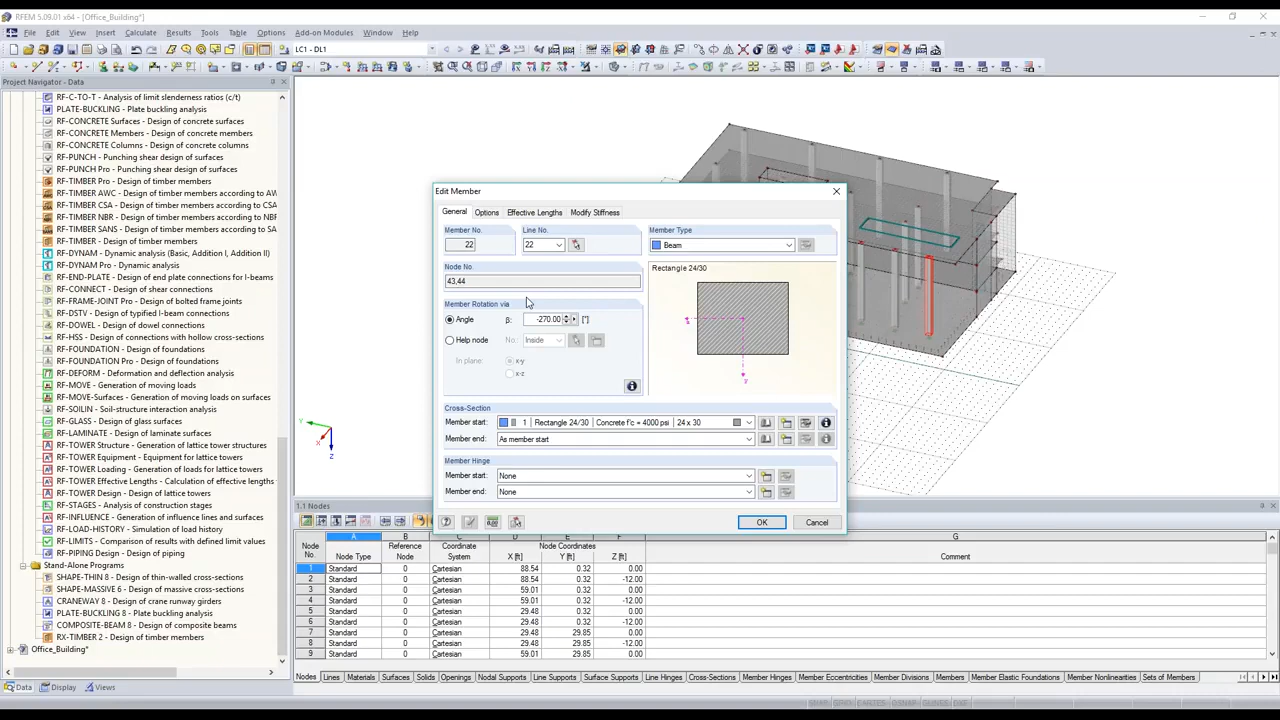 RFEM 5.09.01 x64 - [Office_Building*]
File Edit View Insert Calculate Results Tools Table Options Add-on Modules Window Help
LC1 - DL1
Project Navigator - Data
RF-C-TO-T - Analysis of limit slenderness ratios (c/t)
PLATE-BUCKLING - Plate buckling analysis
RF-CONCRETE Surfaces - Design of concrete surfaces
RF-CONCRETE Members - Design of concrete members
RF-CONCRETE Columns - Design of concrete columns
RF-PUNCH - Punching shear design of surfaces
RF-PUNCH Pro - Punching shear design of surfaces
RF-TIMBER Pro - Design of timber members
RF-TIMBER AWC - Design of timber members according to AW
RF-TIMBER CSA - Design of timber members according to CSA
RF-TIMBER NBR - Design of timber members according to NBR
RF-TIMBER SANS - Design of timber members according to SA
RF-TIMBER - Design of timber members
RF-DYNAM - Dynamic analysis (Basic, Addition I, Addition II)
RF-DYNAM Pro - Dynamic analysis
RF-END-PLATE - Design of end plate connections for I-beams
RF-CONNECT - Design of shear connections
RF-FRAME-JOINT Pro - Design of bolted frame joints
RF-DSTV - Design of typified I-beam connections
RF-DOWEL - Design of dowel connections
RF-HSS - Design of connections with hollow cross-sections
RF-FOUNDATION - Design of foundations
RF-FOUNDATION Pro - Design of foundations
RF-DEFORM - Deformation and deflection analysis
RF-MOVE - Generation of moving loads
RF-MOVE-Surfaces - Generation of moving loads on surfaces
RF-SOILIN - Soil-structure interaction analysis
RF-GLASS - Design of glass surfaces
RF-LAMINATE - Design of laminate surfaces
RF-TOWER Structure - Generation of lattice tower structures
RF-TOWER Equipment - Equipment for lattice towers
RF-TOWER Loading - Generation of loads for lattice towers
RF-TOWER Effective Lengths - Calculation of effective lengths
RF-TOWER Design - Design of lattice towers
RF-STAGES - Analysis of construction stages
RF-INFLUENCE - Generation of influence lines and surfaces
RF-LOAD-HISTORY - Simulation of load history
RF-LIMITS - Comparison of results with defined limit values
RF-PIPING Design - Design of piping
Stand-Alone Programs
SHAPE-THIN 8 - Design of thin-walled cross-sections
SHAPE-MASSIVE 6 - Design of massive cross-sections
CRANEWAY 8 - Design of crane runway girders
PLATE-BUCKLING 8 - Plate buckling analysis
COMPOSITE-BEAM 8 - Design of composite beams
RX-TIMBER 2 - Design of timber members
Office_Building*
Data Display Views
Y X Z
Edit Member
General Options Effective Lengths Modify Stiffness
Member No. Line No. Member Type
22 22 Beam
Node No.
43,44
Rectangle 24/30
Member Rotation via
Angle β: -270.00 [°]
Help node No.: Inside
In plane: x-y
x-z
z
y
Cross-Section
Member start: 1 Rectangle 24/30 Concrete f'c = 4000 psi 24 x 30
Member end: As member start
Member Hinge
Member start: None
Member end: None
OK Cancel
1.1 Nodes
A B C D E F G
Node No. Node Type Reference Node Coordinate System Node Coordinates X [ft] Y [ft] Z [ft] Comment
1 Standard 0 Cartesian 88.54 0.32 0.00
2 Standard 0 Cartesian 88.54 0.32 -12.00
3 Standard 0 Cartesian 59.01 0.32 0.00
4 Standard 0 Cartesian 59.01 0.32 -12.00
5 Standard 0 Cartesian 29.48 0.32 0.00
6 Standard 0 Cartesian 29.48 0.32 -12.00
7 Standard 0 Cartesian 29.48 29.85 0.00
8 Standard 0 Cartesian 29.48 29.85 -12.00
9 Standard 0 Cartesian 59.01 29.85 0.00
Nodes Lines Materials Surfaces Solids Openings Nodal Supports Line Supports Surface Supports Line Hinges Cross-Sections Member Hinges Member Eccentricities Member Divisions Members Member Elastic Foundations Member Nonlinearities Sets of Members